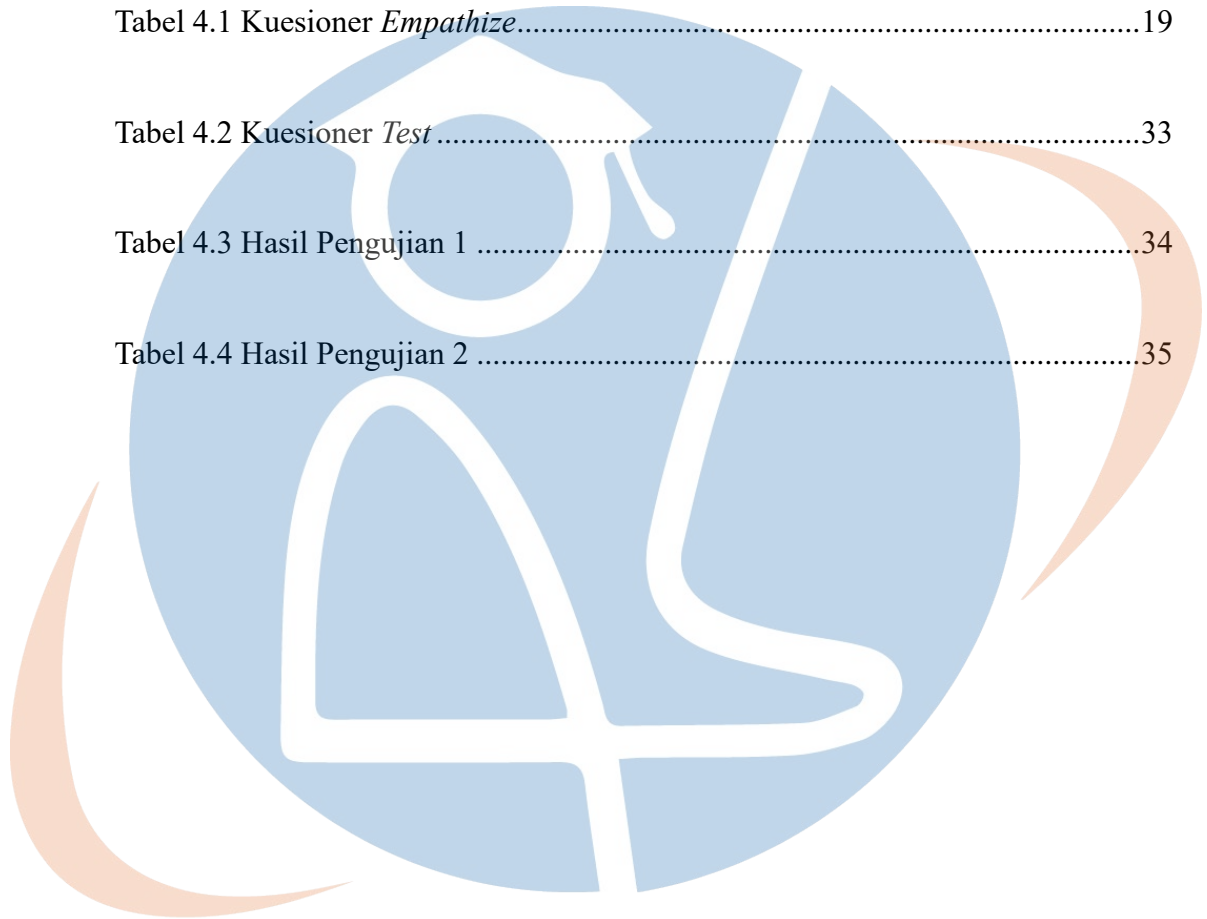 Tabel 4.1 Kuesioner Empathize.....................................................................................19
Tabel 4.2 Kuesioner Test ...............................................................................................33
Tabel 4.3 Hasil Pengujian 1 ..........................................................................................34
Tabel 4.4 Hasil Pengujian 2 ..........................................................................................35